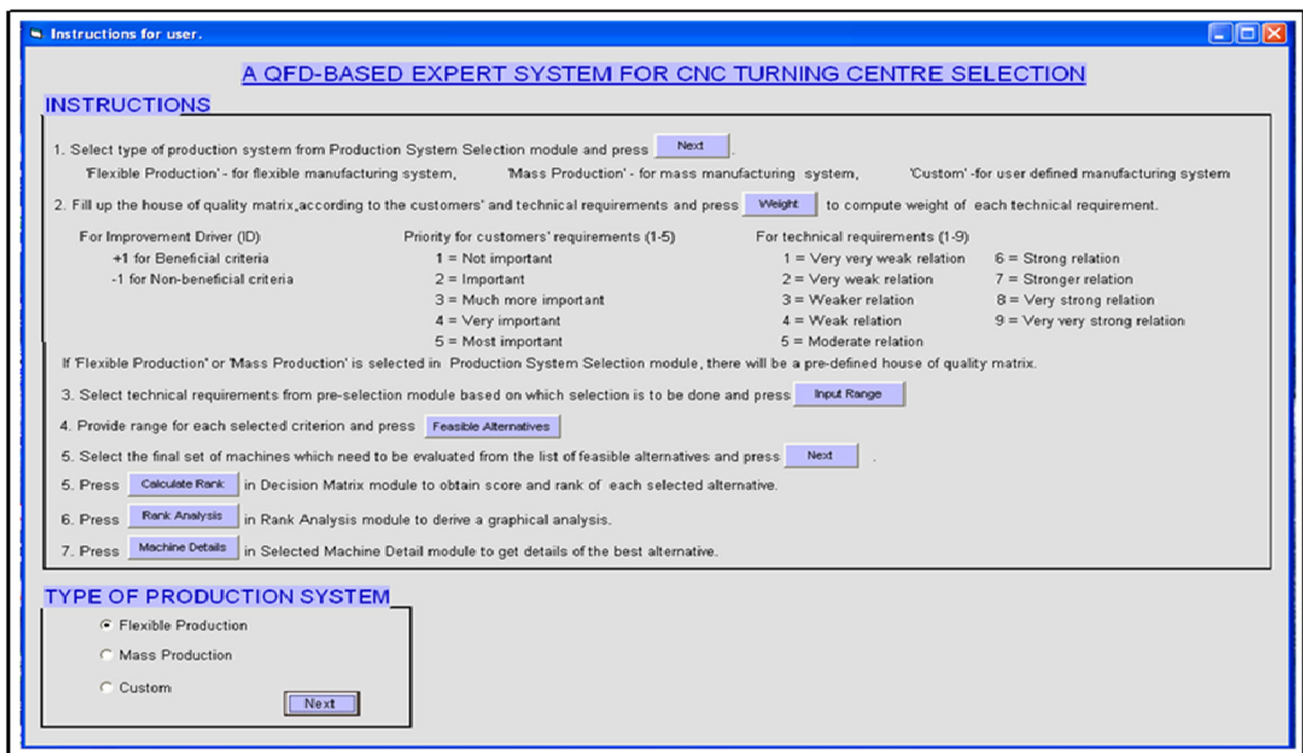 Instructions for user.
A QFD-BASED EXPERT SYSTEM FOR CNC TURNING CENTRE SELECTION
INSTRUCTIONS
1. Select type of production system from Production System Selection module and press Next .
'Flexible Production' - for flexible manufacturing system, 'Mass Production' - for mass manufacturing system, 'Custom' -for user defined manufacturing system
2. Fill up the house of quality matrix,according to the customers' and technical requirements and press Weight to compute weight of each technical requirement.
For Improvement Driver (ID) Priority for customers' requirements (1-5) For technical requirements (1-9)
+1 for Beneficial criteria 1 = Not important 1 = Very very weak relation 6 = Strong relation
-1 for Non-beneficial criteria 2 = Important 2 = Very weak relation 7 = Stronger relation
3 = Much more important 3 = Weaker relation 8 = Very strong relation
4 = Very important 4 = Weak relation 9 = Very very strong relation
5 = Most important 5 = Moderate relation
If 'Flexible Production' or 'Mass Production' is selected in Production System Selection module, there will be a pre-defined house of quality matrix.
3. Select technical requirements from pre-selection module based on which selection is to be done and press Input Range
4. Provide range for each selected criterion and press Feasible Alternatives
5. Select the final set of machines which need to be evaluated from the list of feasible alternatives and press Next .
5. Press Calculate Rank in Decision Matrix module to obtain score and rank of each selected alternative.
6. Press Rank Analysis in Rank Analysis module to derive a graphical analysis.
7. Press Machine Details in Selected Machine Detail module to get details of the best alternative.
TYPE OF PRODUCTION SYSTEM
Flexible Production
Mass Production
Custom
Next